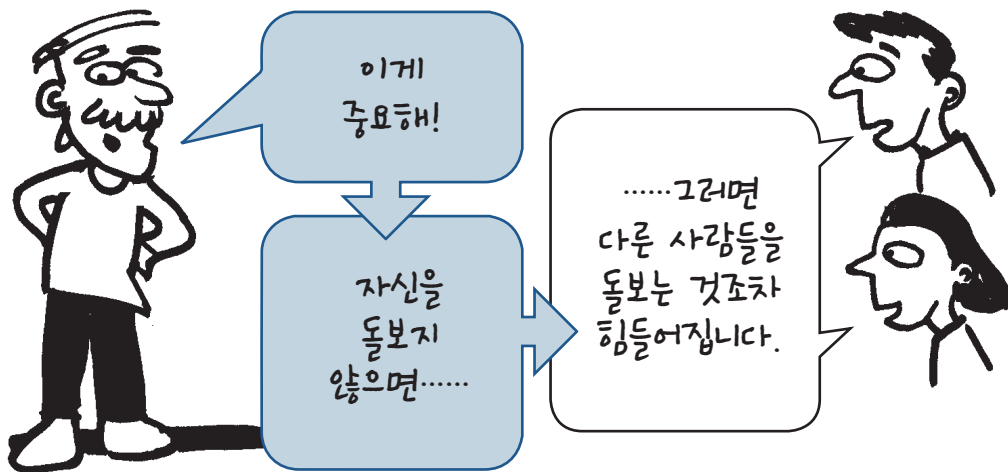 이게
중요해!
자신을
돌보지
않으면……
……그러면
다른 사람들을
돌보는 것조차
힘들어집니다.